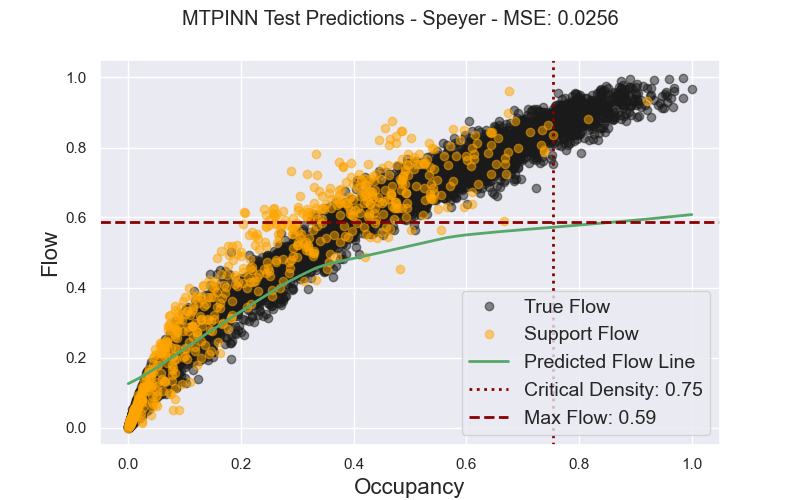 MTPINN Test Predictions - Speyer - MSE: 0.0256
1.0
0.8
0.6
0.4
0.2
0.0
Flow
True Flow
Support Flow
Predicted Flow Line
Critical Density: 0.75
Max Flow: 0.59
0.0 0.2 0.4 0.6 0.8 1.0
Occupancy